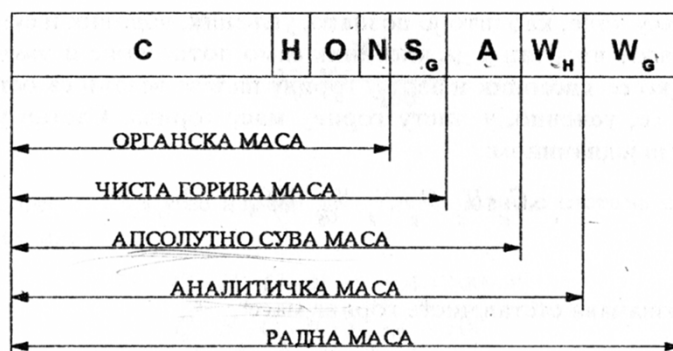 C H O N S_G A W_H W_G
ОРГАНСКА МАСА
ЧИСТА ГОРИВА МАСА
АПСОЛУТНО СУВА МАСА
АНАЛИТИЧКА МАСА
РАДНА МАСА